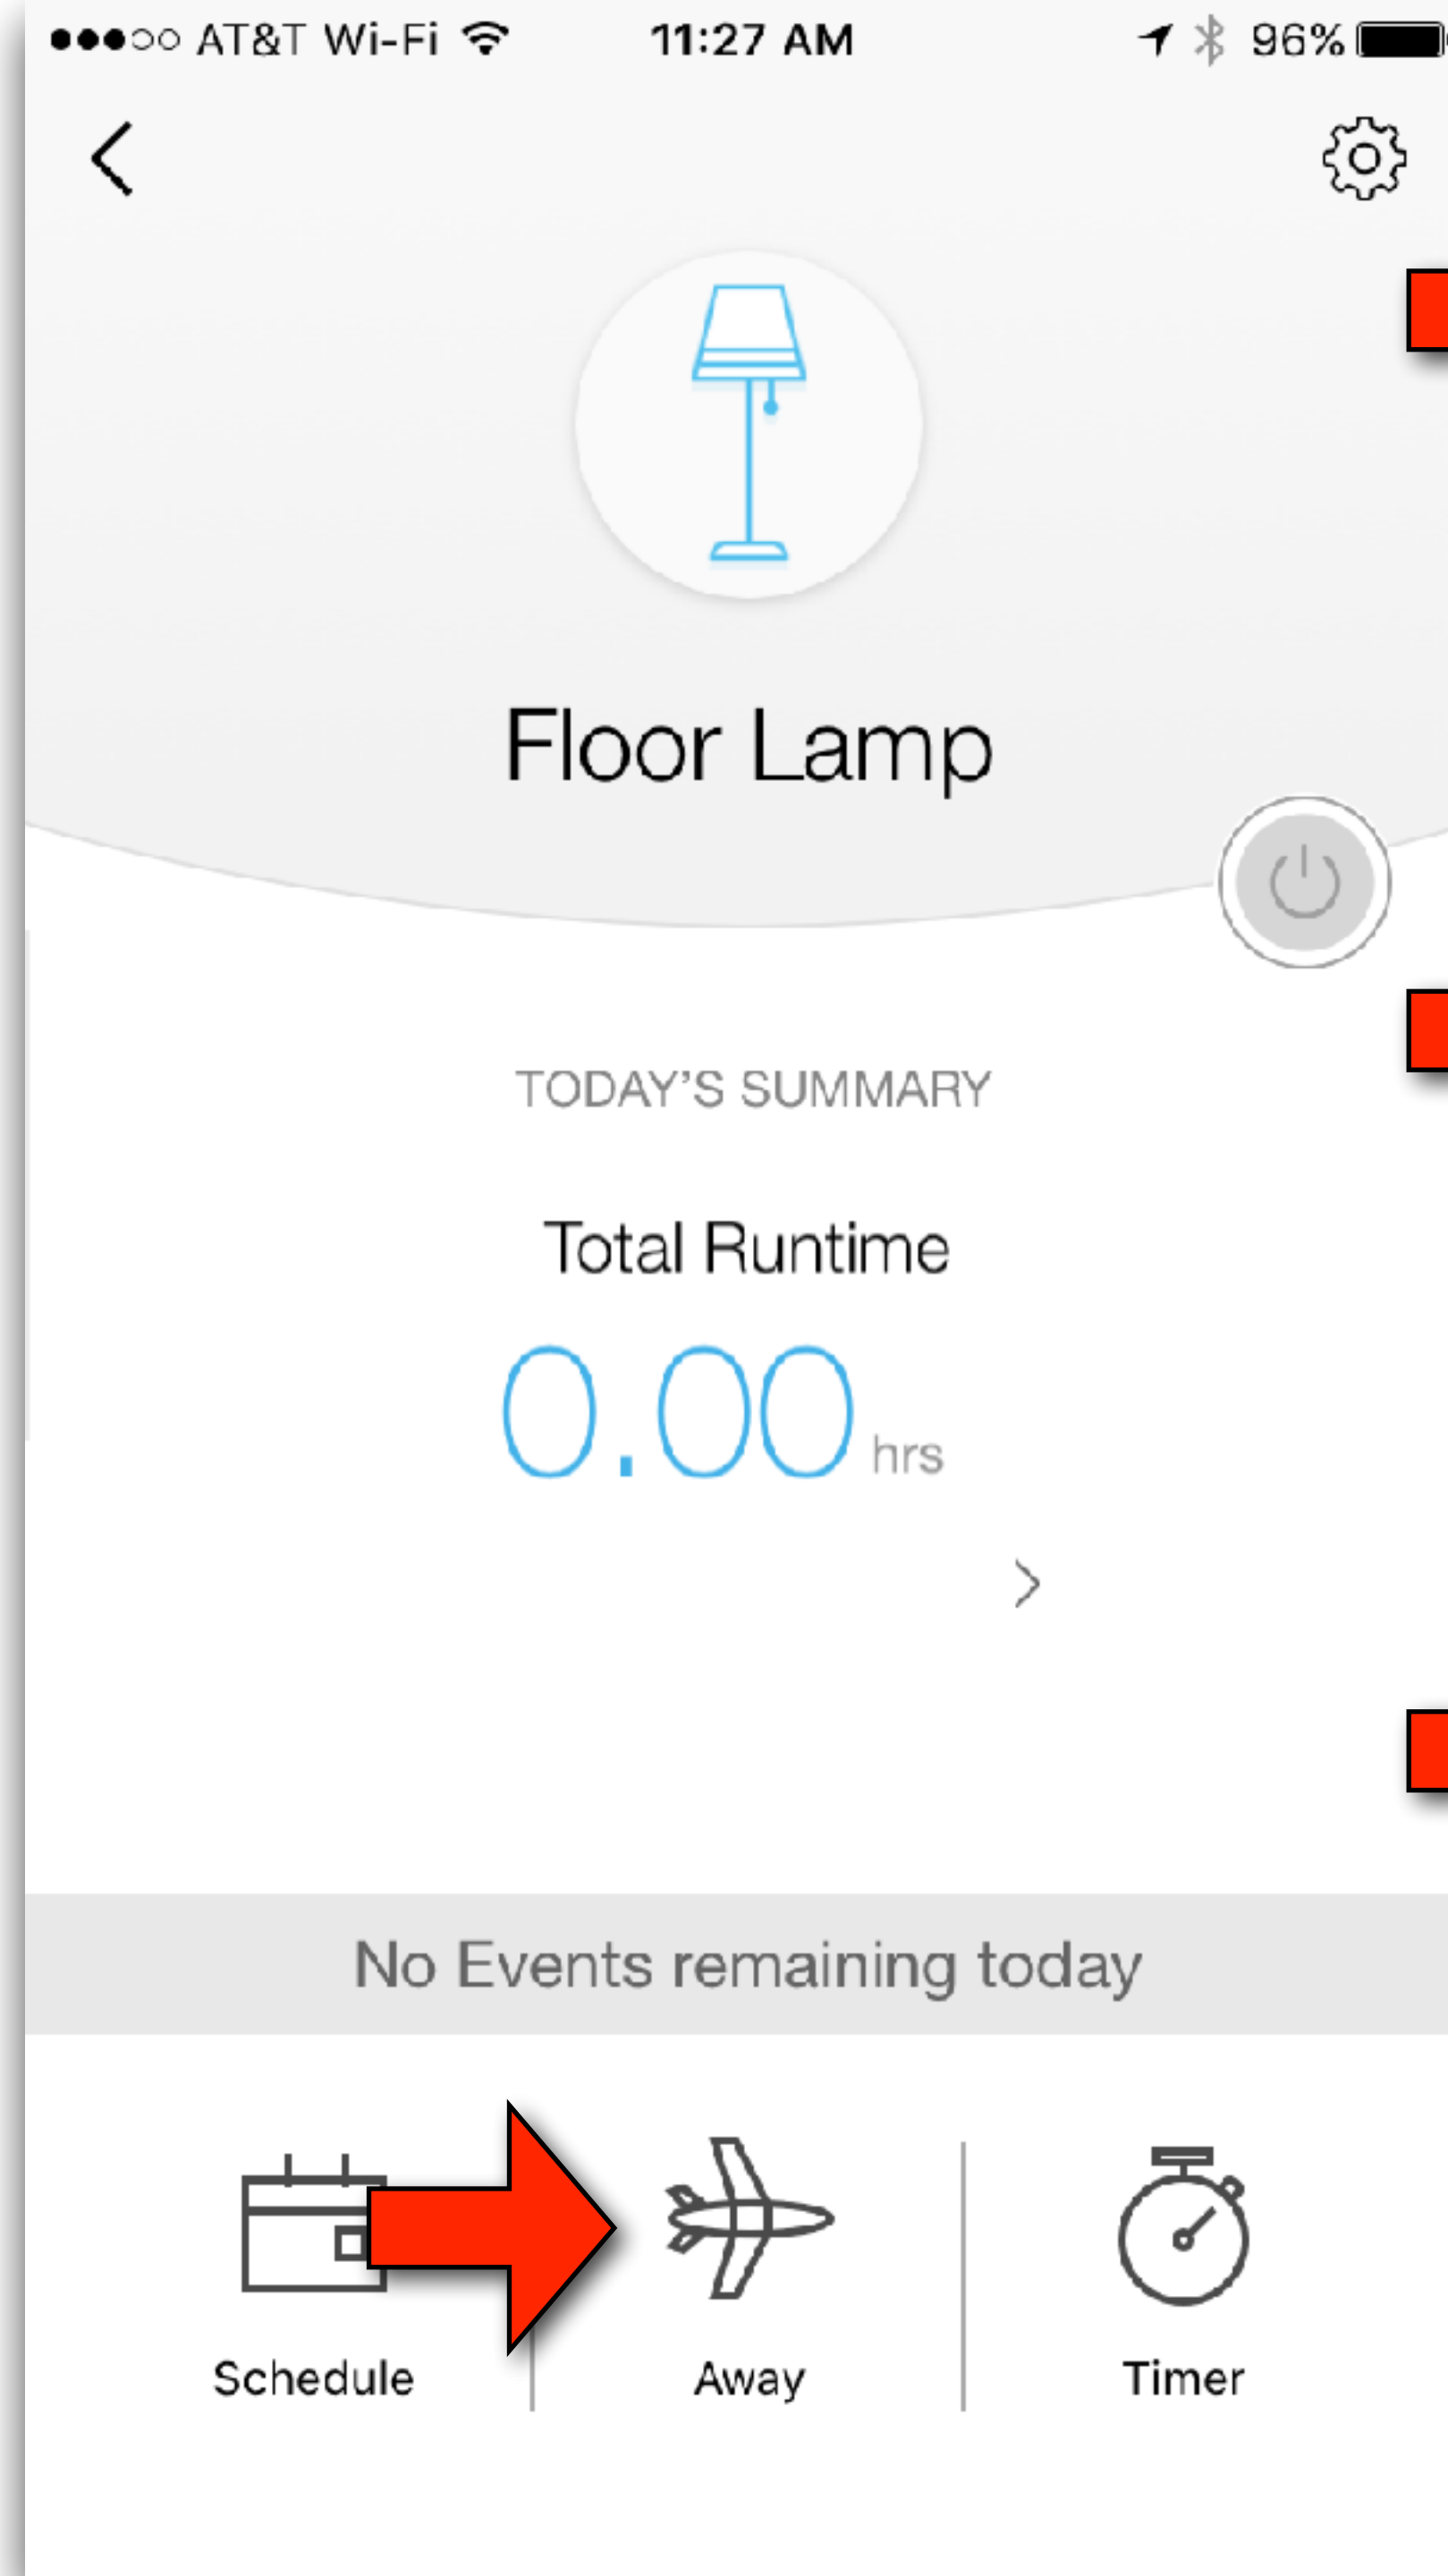 AT&T Wi-Fi 11:27 AM 96%
Floor Lamp
TODAY'S SUMMARY
Total Runtime
0.00 hrs
No Events remaining today
Schedule Away Timer